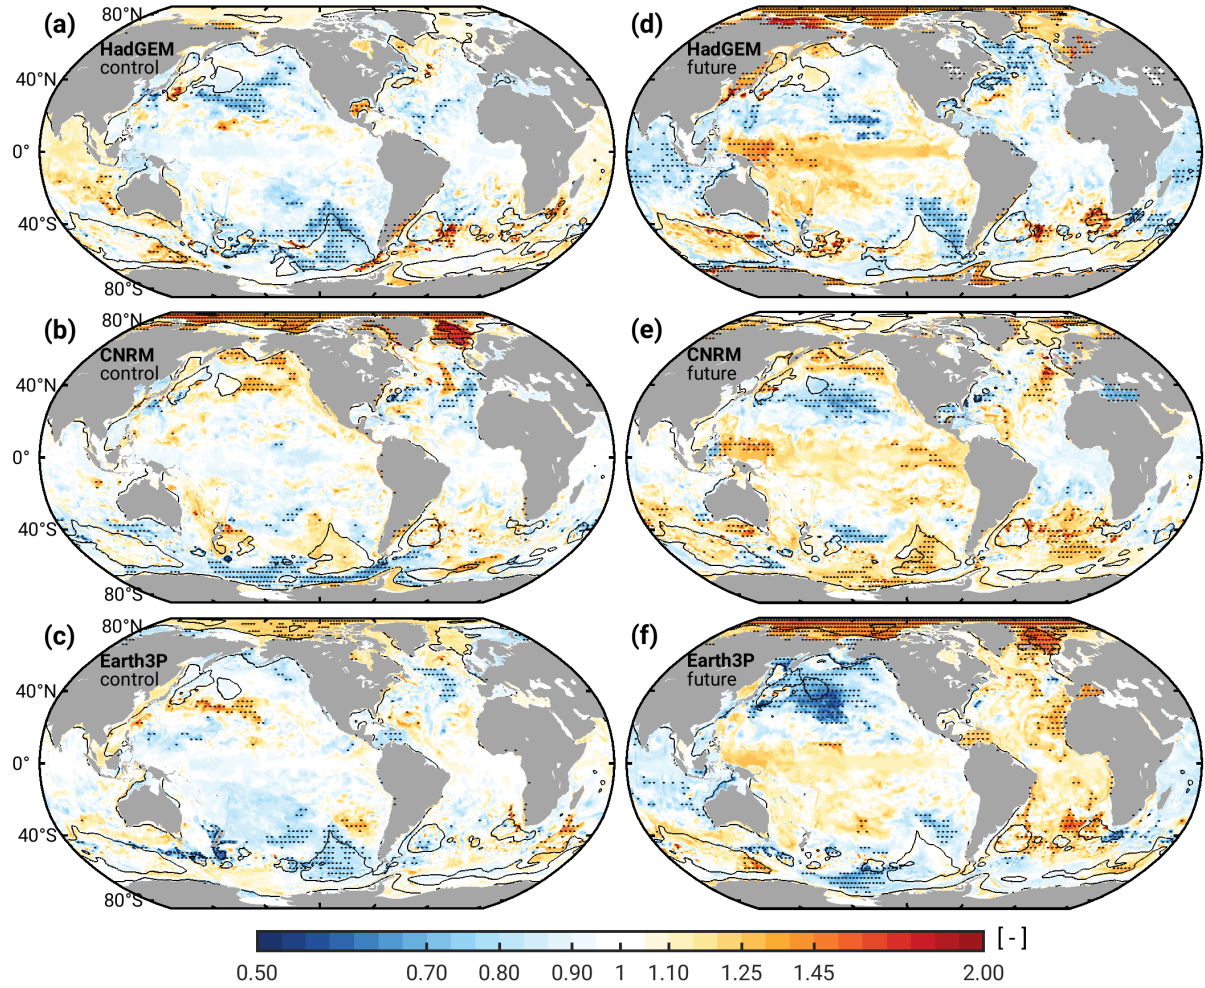 (a)
HadGEM
control
80°N
40°N
0°
40°S
80°S
(d)
HadGEM
future
(b)
CNRM
control
80°N
40°N
0°
40°S
80°S
(e)
CNRM
future
(c)
Earth3P
control
80°N
40°N
0°
40°S
80°S
(f)
Earth3P
future
[-]
0.50 0.70 0.80 0.90 1 1.10 1.25 1.45 2.00